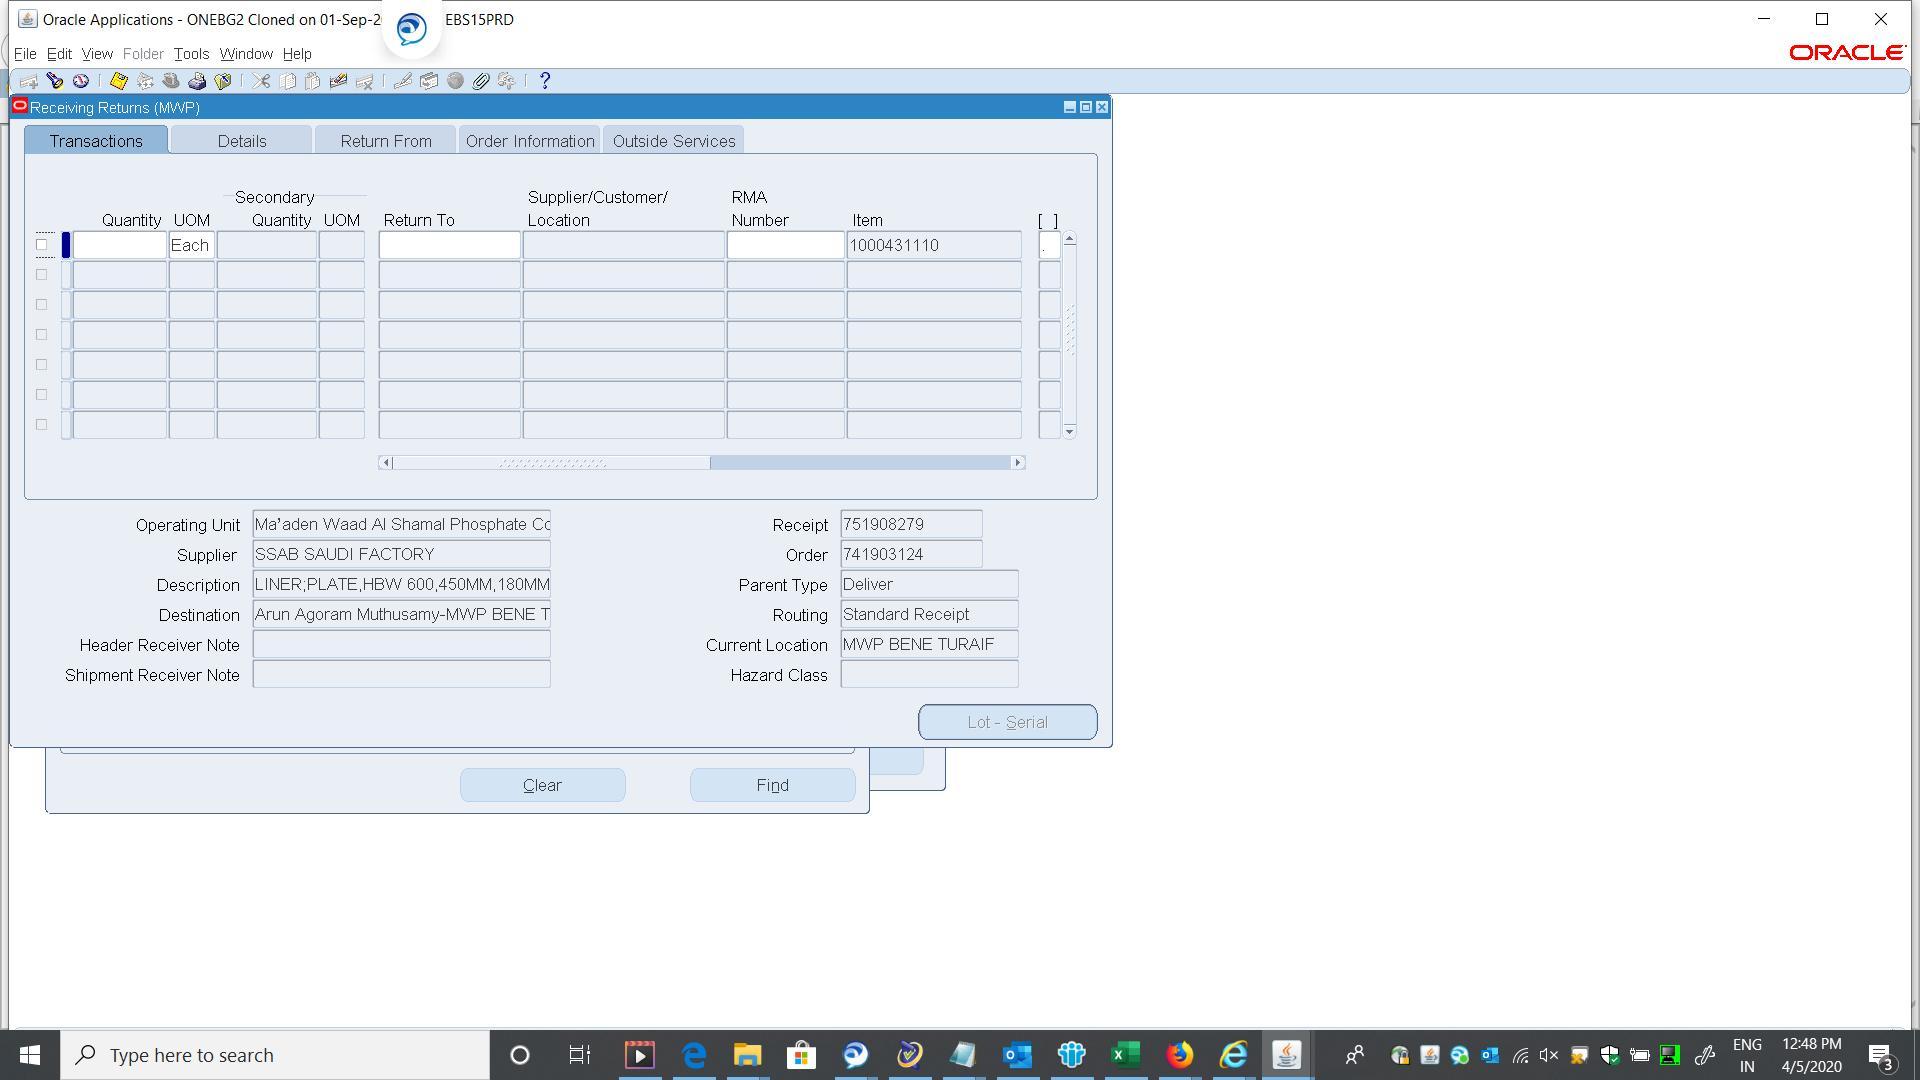 Oracle Applications - ONEBG2 Cloned on 01-Sep-2 EBS15PRD
File Edit View Folder Tools Window Help
ORACLE
Receiving Returns (MWP)
Transactions Details Return From Order Information Outside Services
Secondary Supplier/Customer/ RMA
Quantity UOM Quantity UOM Return To Location Number Item [ ]
Each 1000431110 .
Operating Unit Ma'aden Waad Al Shamal Phosphate Co Receipt 751908279
Supplier SSAB SAUDI FACTORY Order 741903124
Description LINER;PLATE,HBW 600,450MM,180MM Parent Type Deliver
Destination Arun Agoram Muthusamy-MWP BENE T Routing Standard Receipt
Header Receiver Note Current Location MWP BENE TURAIF
Shipment Receiver Note Hazard Class
Lot - Serial
Clear Find
Type here to search
ENG 12:48 PM
IN 4/5/2020 3